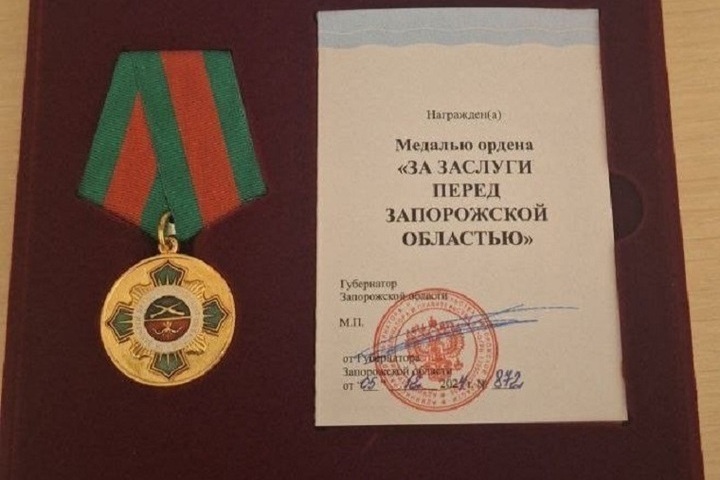 Награжден(а)
Медалью ордена
«ЗА ЗАСЛУГИ
ПЕРЕД
ЗАПОРОЖСКОЙ
ОБЛАСТЬЮ»
Губернатор
Запорожской области
М.П.
от Губернатора
Запорожской области
от "05" 12 2024 г. № 872